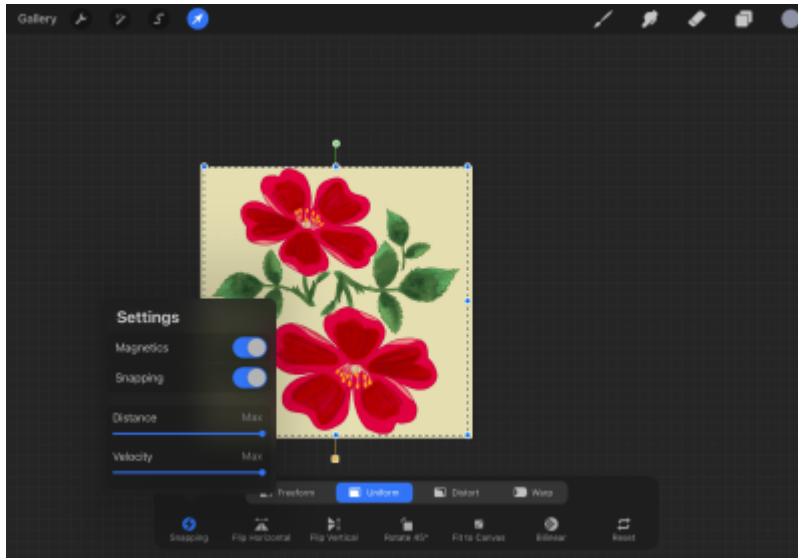 Gallery
Settings
Magnetics
Snapping
Distance Max
Velocity Max
Freeform Uniform Distort Warp
Snapping Flip Horizontal Flip Vertical Rotate 45° Fit to Canvas Bilinear Reset